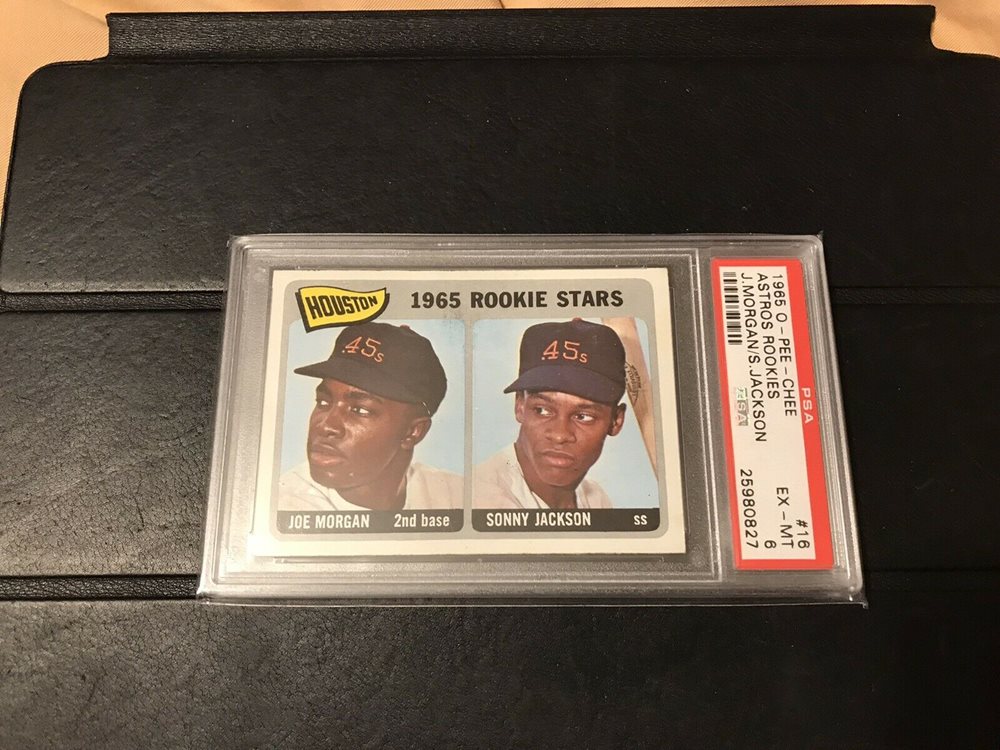 HOUSTON
1965 ROOKIE STARS
.45s
.45s
JOE MORGAN 2nd base
SONNY JACKSON ss
PSA
1965 O-PEE-CHEE #16
ASTROS ROOKIES EX-MT
J.MORGAN/S.JACKSON 6
PSA 25980827